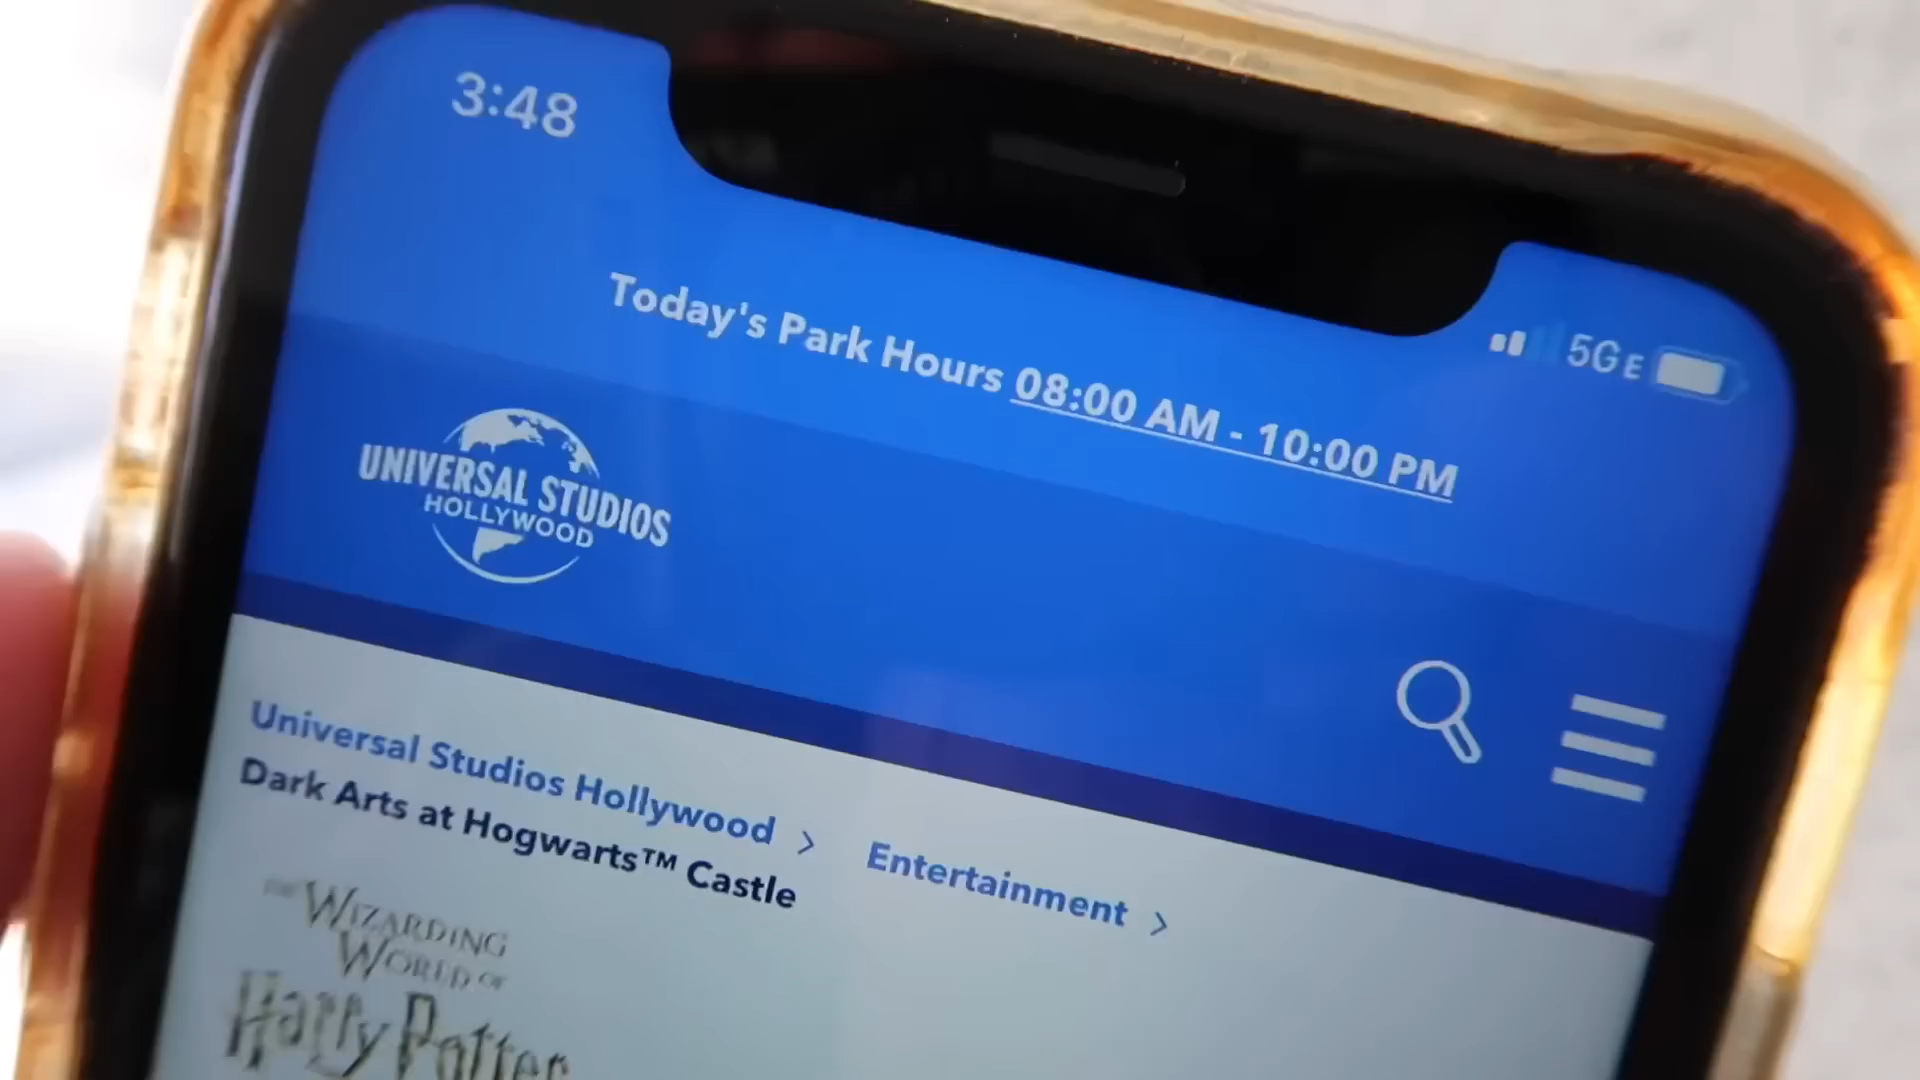 3:48
5GE
Today's Park Hours 08:00 AM - 10:00 PM
UNIVERSAL STUDIOS
HOLLYWOOD
Universal Studios Hollywood > Entertainment >
Dark Arts at Hogwarts™ Castle
THE WIZARDING
WORLD OF
Harry Potter